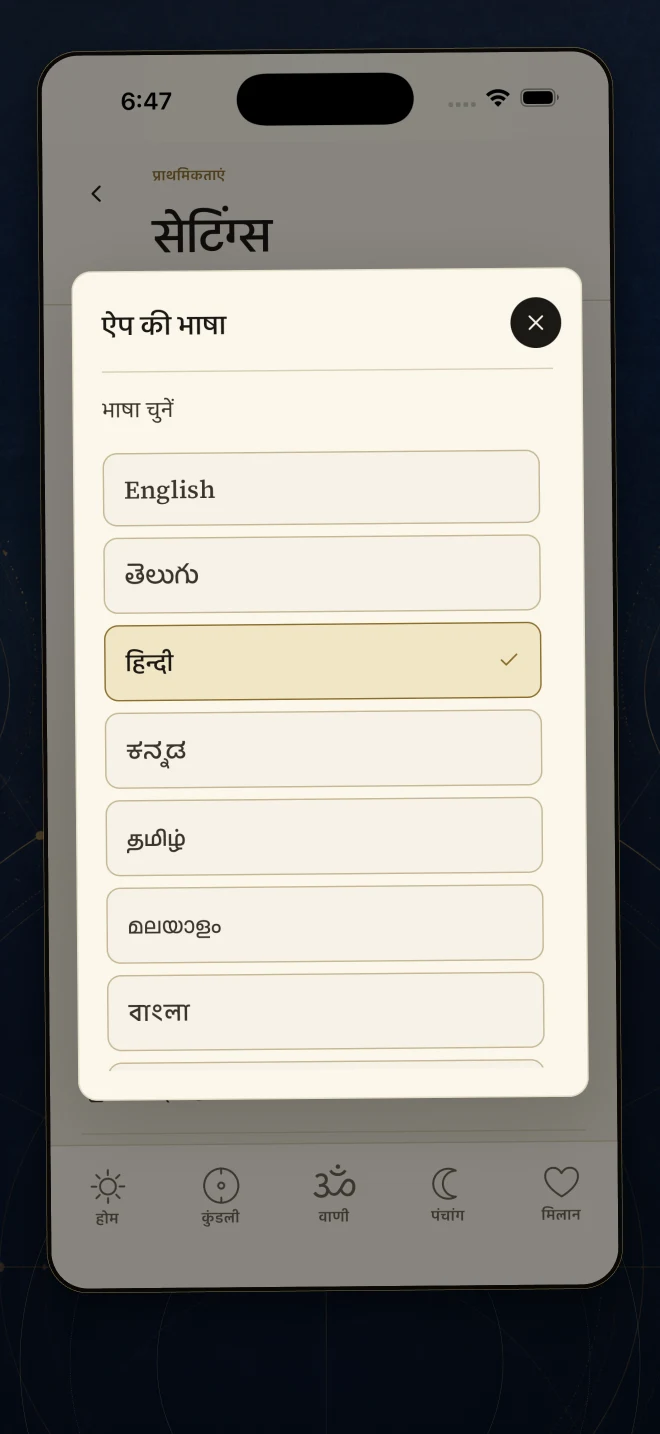 6:47
प्राथमिकताएं
सेटिंग्स
ऐप की भाषा
भाषा चुनें
English
తెలుగు
हिन्दी
ಕನ್ನಡ
தமிழ்
മലയാളം
বাংলা
होम
कुंडली
वाणी
पंचांग
मिलान